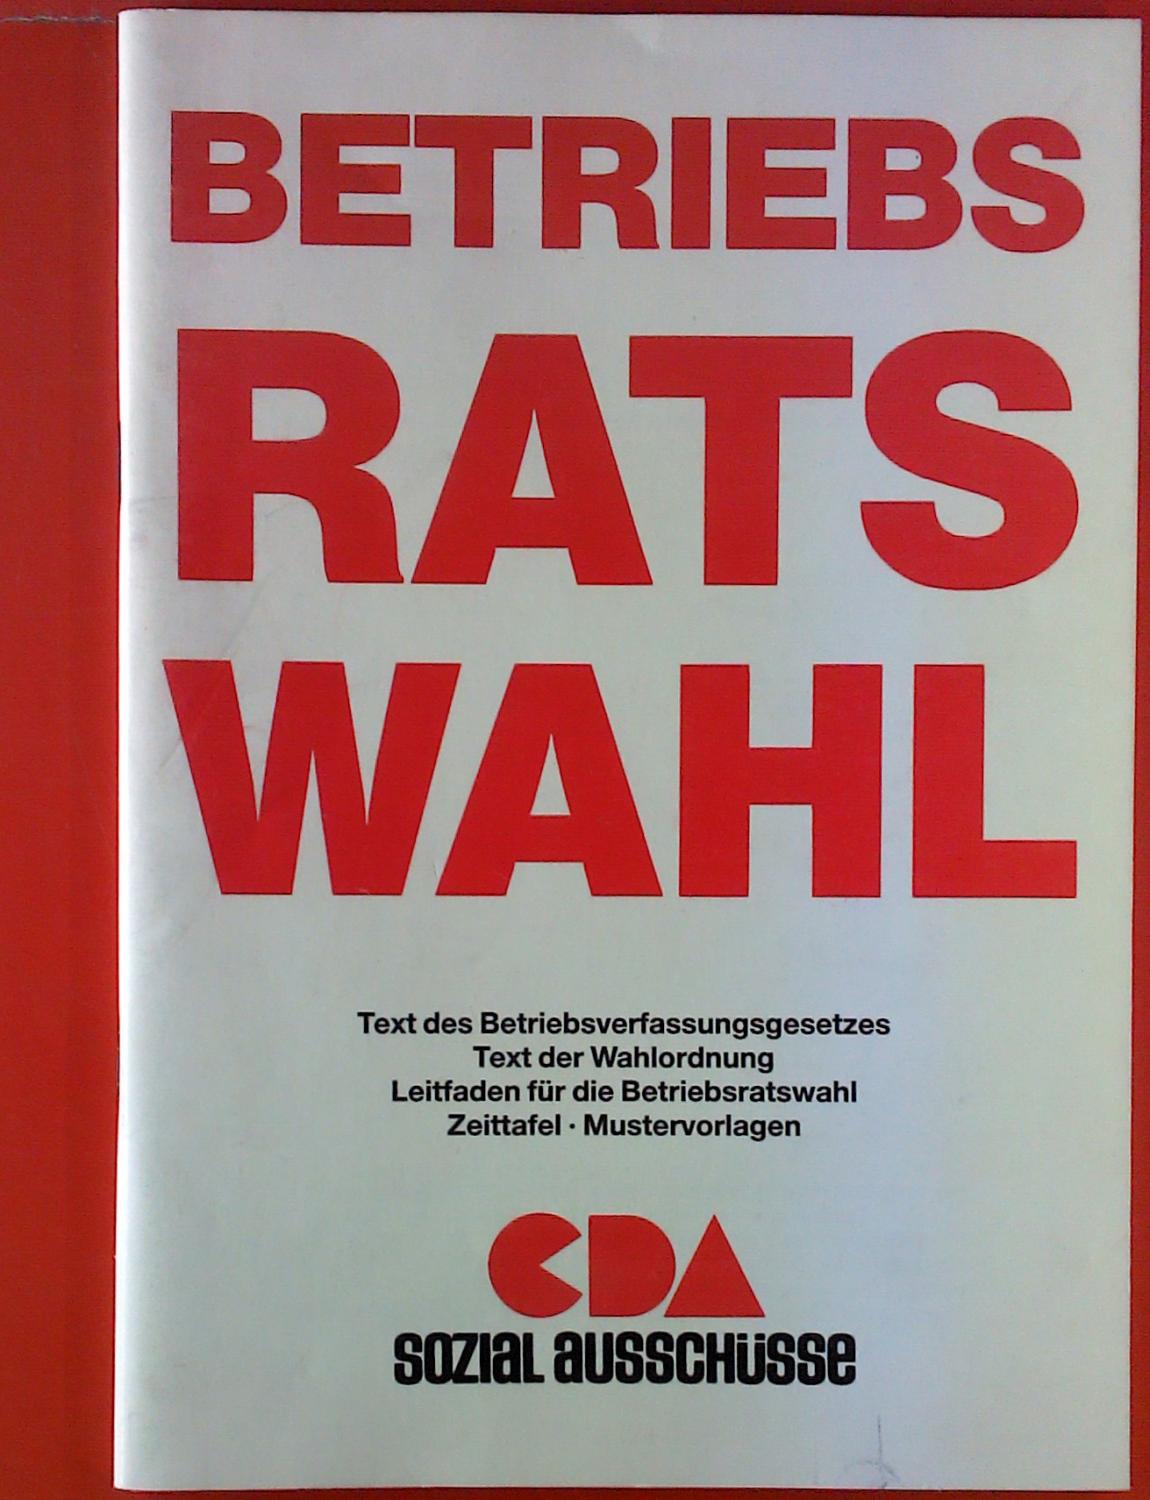 BETRIEBS
RATS
WAHL
Text des Betriebsverfassungsgesetzes
Text der Wahlordnung
Leitfaden für die Betriebsratswahl
Zeittafel · Mustervorlagen
CDA
SOZIAL AUSSCHÜSSE